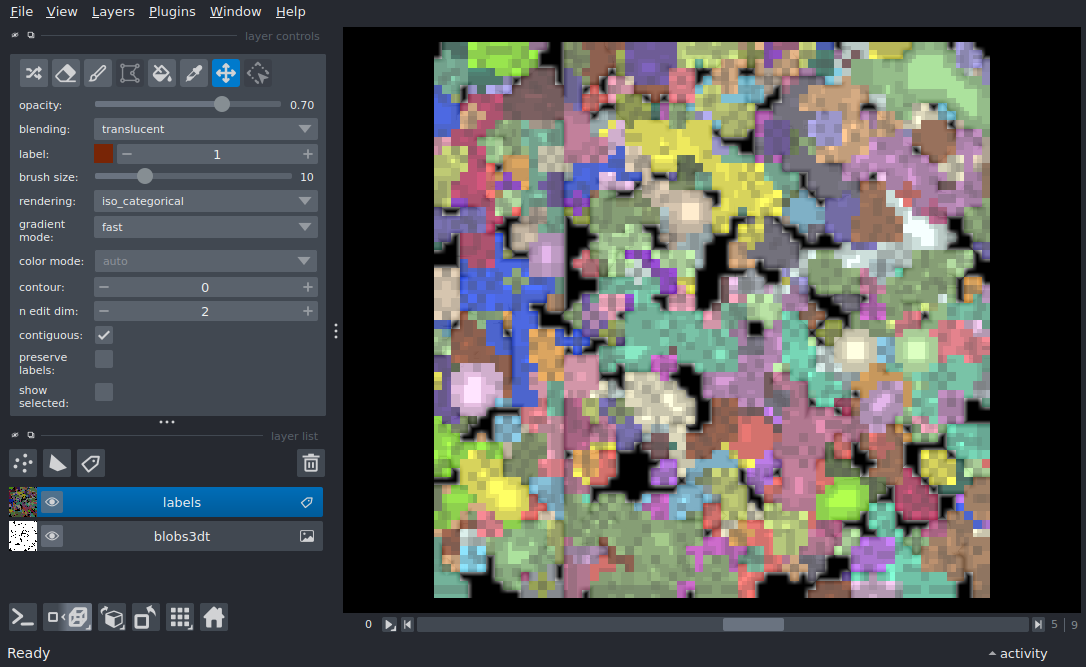 File View Layers Plugins Window Help
layer controls
opacity: 0.70
blending: translucent
label: 1
brush size: 10
rendering: iso_categorical
gradient mode: fast
color mode: auto
contour: 0
n edit dim: 2
contiguous:
preserve labels:
show selected:
layer list
labels
blobs3dt
0 5 | 9
Ready activity